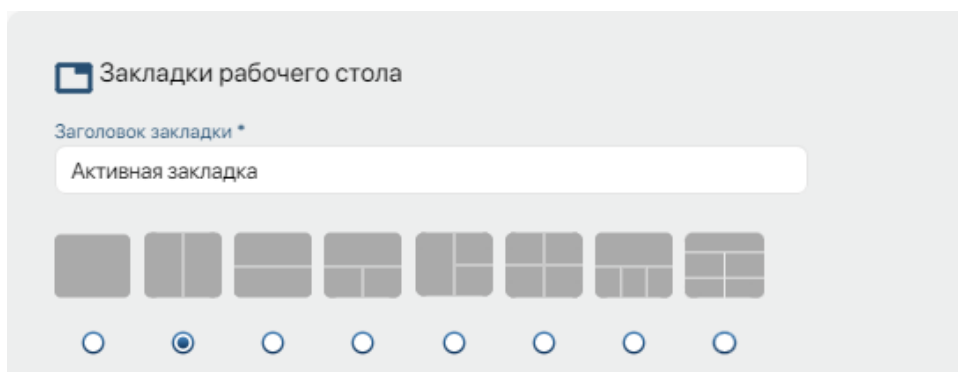 Закладки рабочего стола
Заголовок закладки *
Активная закладка